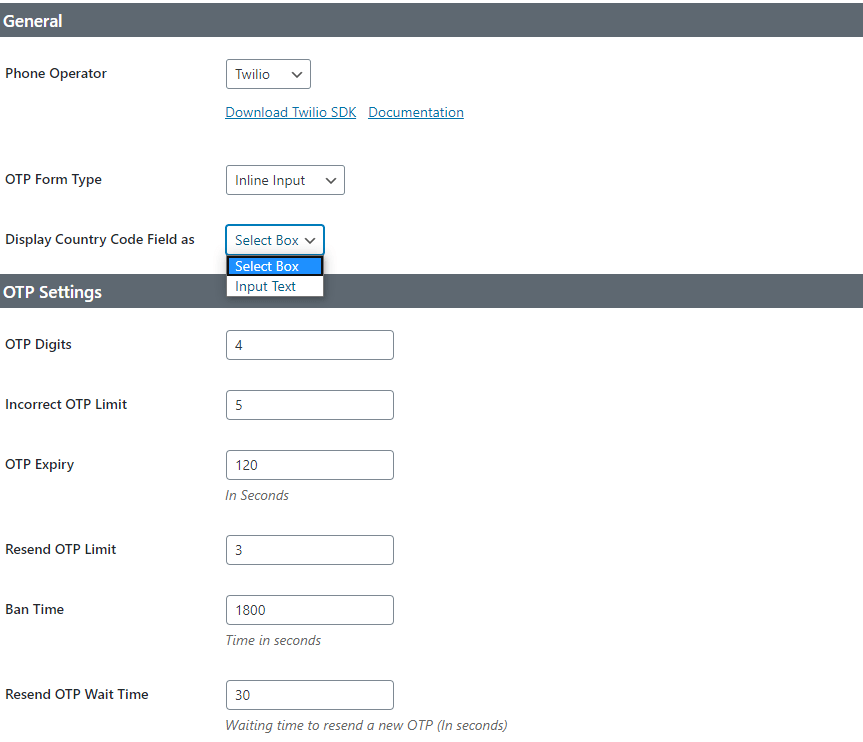 General
Phone Operator
Twilio
Download Twilio SDK Documentation
OTP Form Type
Inline Input
Display Country Code Field as
Select Box
Select Box
Input Text
OTP Settings
OTP Digits
4
Incorrect OTP Limit
5
OTP Expiry
120
In Seconds
Resend OTP Limit
3
Ban Time
1800
Time in seconds
Resend OTP Wait Time
30
Waiting time to resend a new OTP (In seconds)